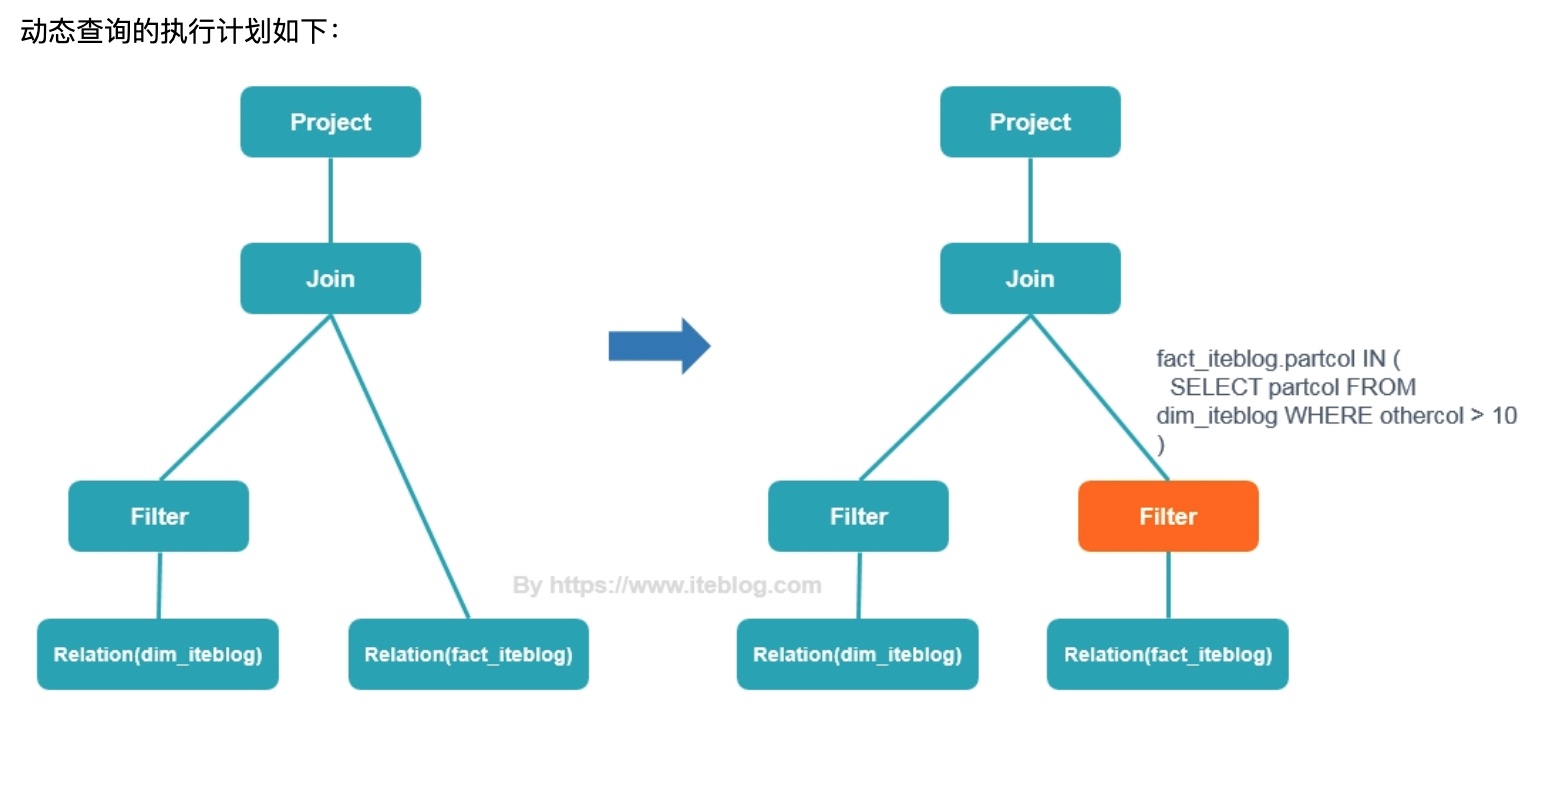 动态查询的执行计划如下：
Project
Project
Join
Join
fact_iteblog.partcol IN (
SELECT partcol FROM
dim_iteblog WHERE othercol > 10
)
Filter
Filter
Filter
By https://www.iteblog.com
Relation(dim_iteblog)
Relation(fact_iteblog)
Relation(dim_iteblog)
Relation(fact_iteblog)